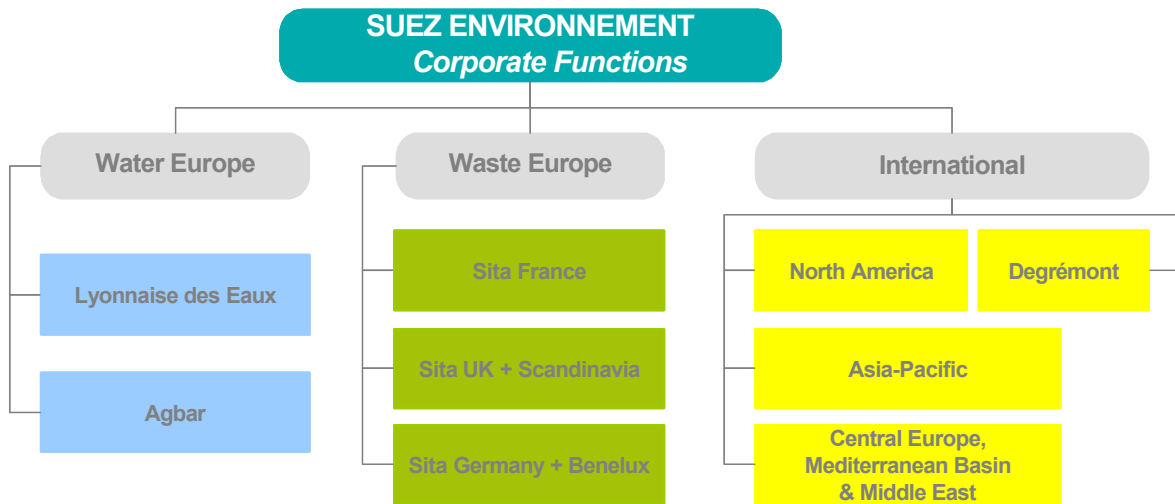 SUEZ ENVIRONNEMENT
Corporate Functions
Water Europe
Waste Europe
International
Lyonnaise des Eaux
Agbar
Sita France
Sita UK + Scandinavia
Sita Germany + Benelux
North America
Degrémont
Asia-Pacific
Central Europe,
Mediterranean Basin
& Middle East